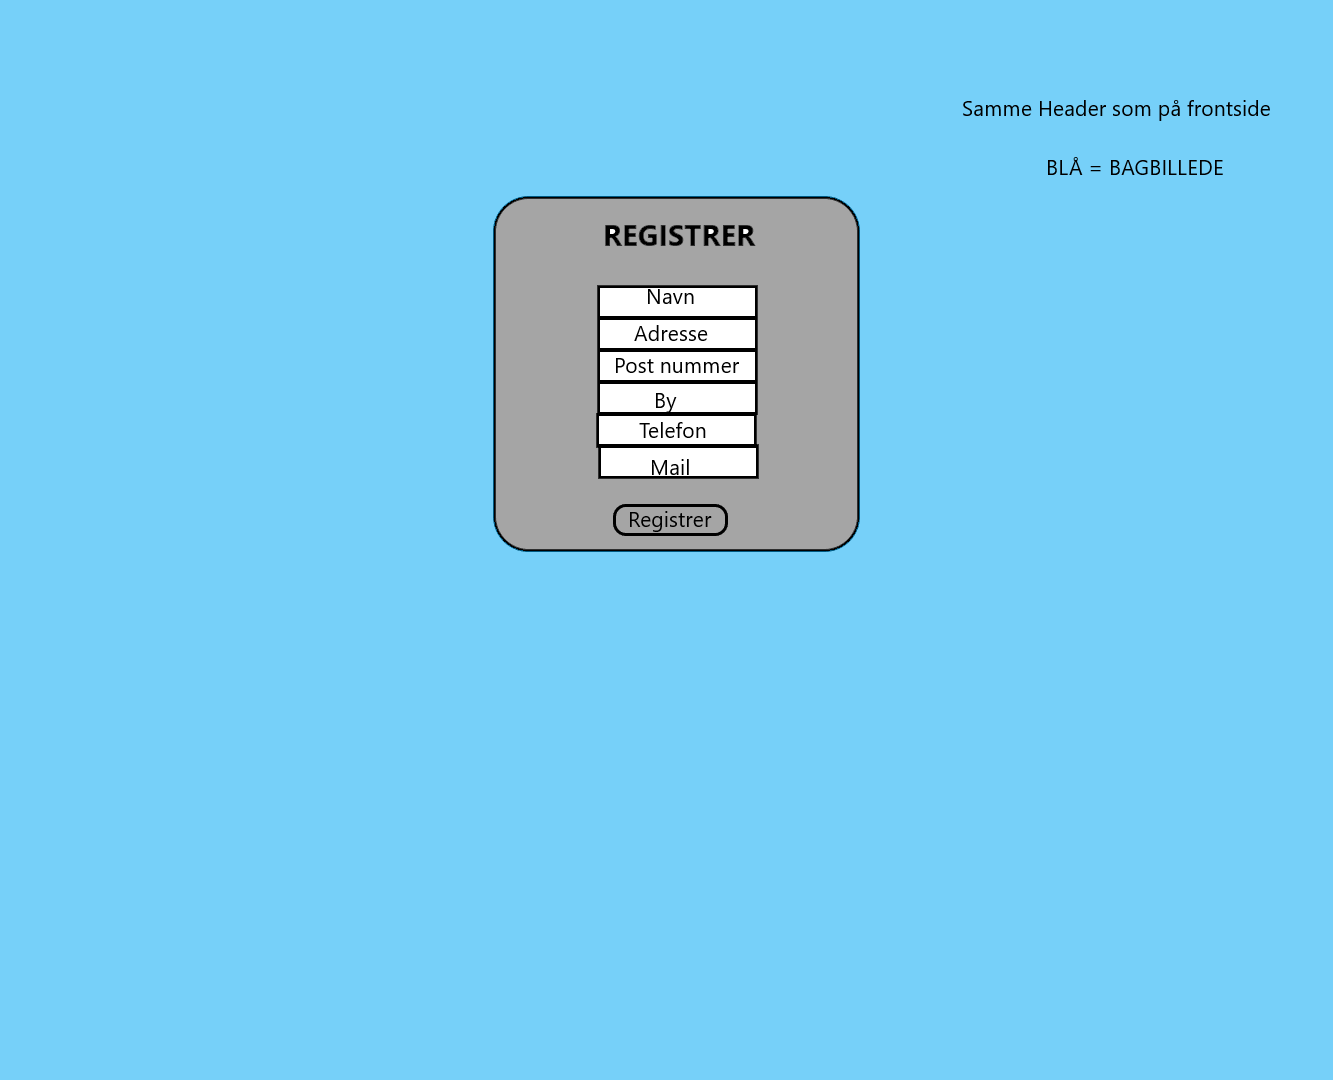 Samme Header som på frontside
BLÅ = BAGBILLEDE
REGISTRER
Navn
Adresse
Post nummer
By
Telefon
Mail
Registrer